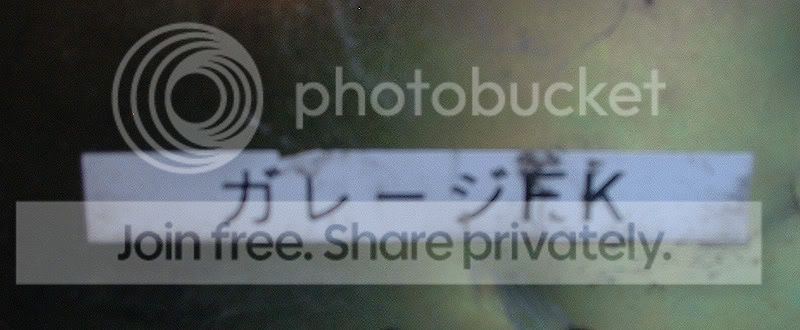 photobucket
ガレージFK
Join free. Share privately.